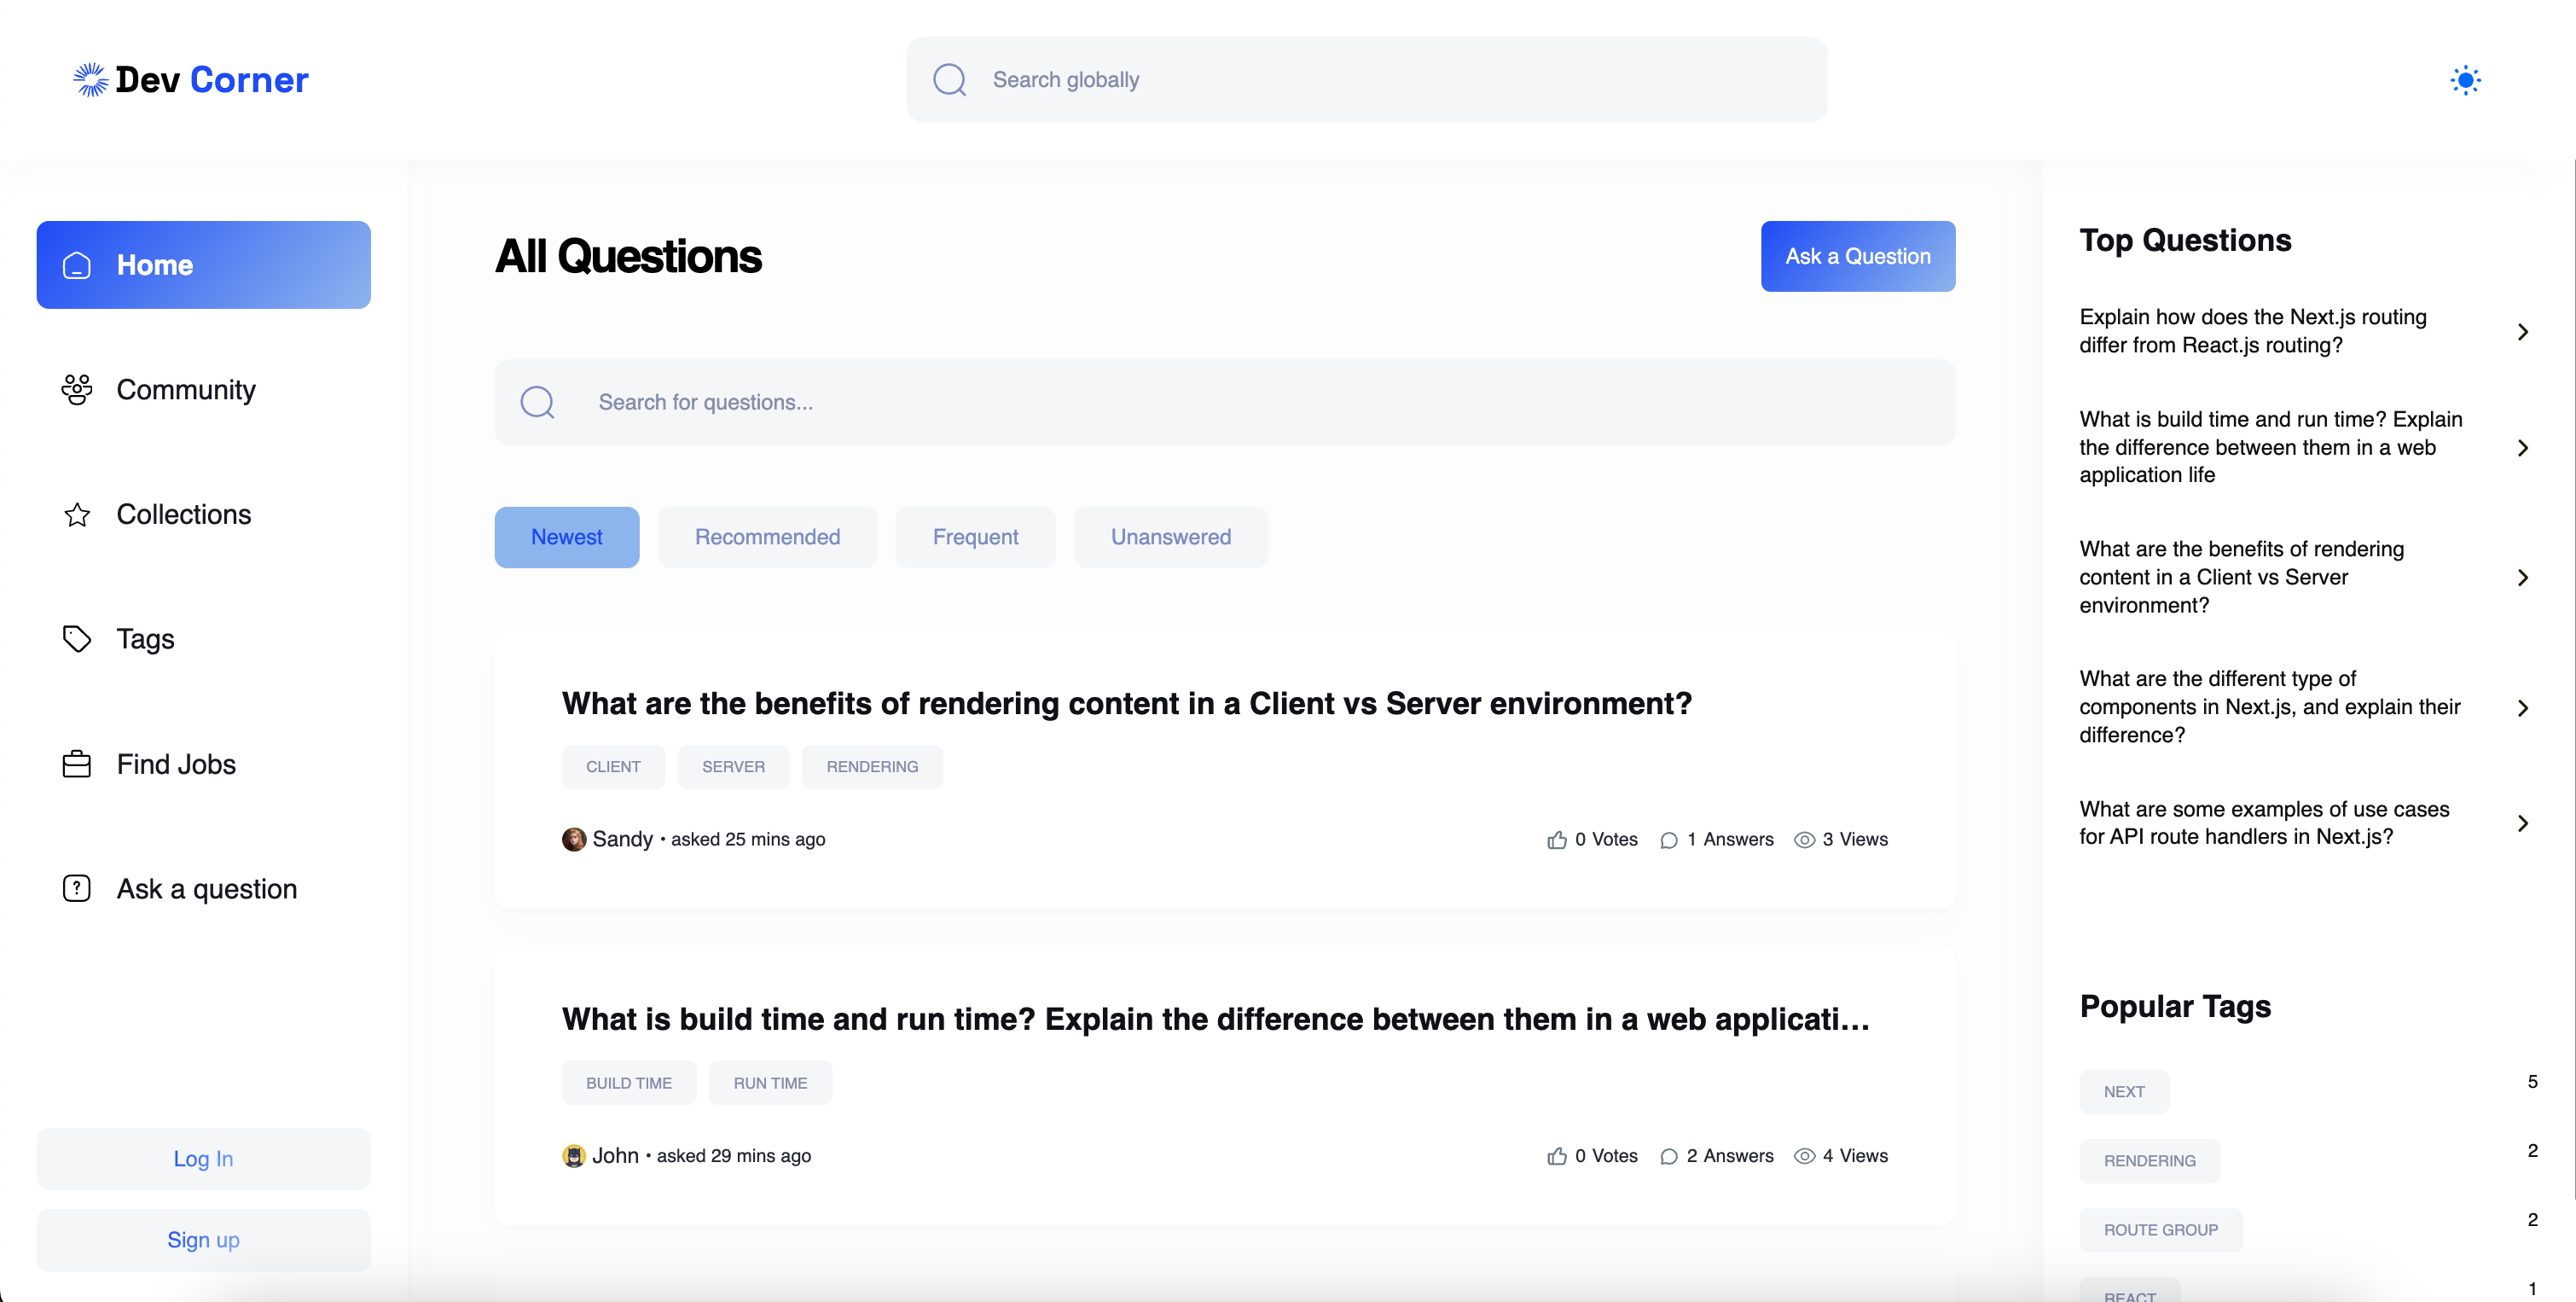 Dev Corner
Search globally
Home
Community
Collections
Tags
Find Jobs
Ask a question
Log In
Sign up
All Questions
Ask a Question
Search for questions...
Newest
Recommended
Frequent
Unanswered
What are the benefits of rendering content in a Client vs Server environment?
CLIENT
SERVER
RENDERING
Sandy • asked 25 mins ago
0 Votes
1 Answers
3 Views
What is build time and run time? Explain the difference between them in a web applicati...
BUILD TIME
RUN TIME
John • asked 29 mins ago
0 Votes
2 Answers
4 Views
Top Questions
Explain how does the Next.js routing
differ from React.js routing?
What is build time and run time? Explain
the difference between them in a web
application life
What are the benefits of rendering
content in a Client vs Server
environment?
What are the different type of
components in Next.js, and explain their
difference?
What are some examples of use cases
for API route handlers in Next.js?
Popular Tags
NEXT
5
RENDERING
2
ROUTE GROUP
2
REACT
1